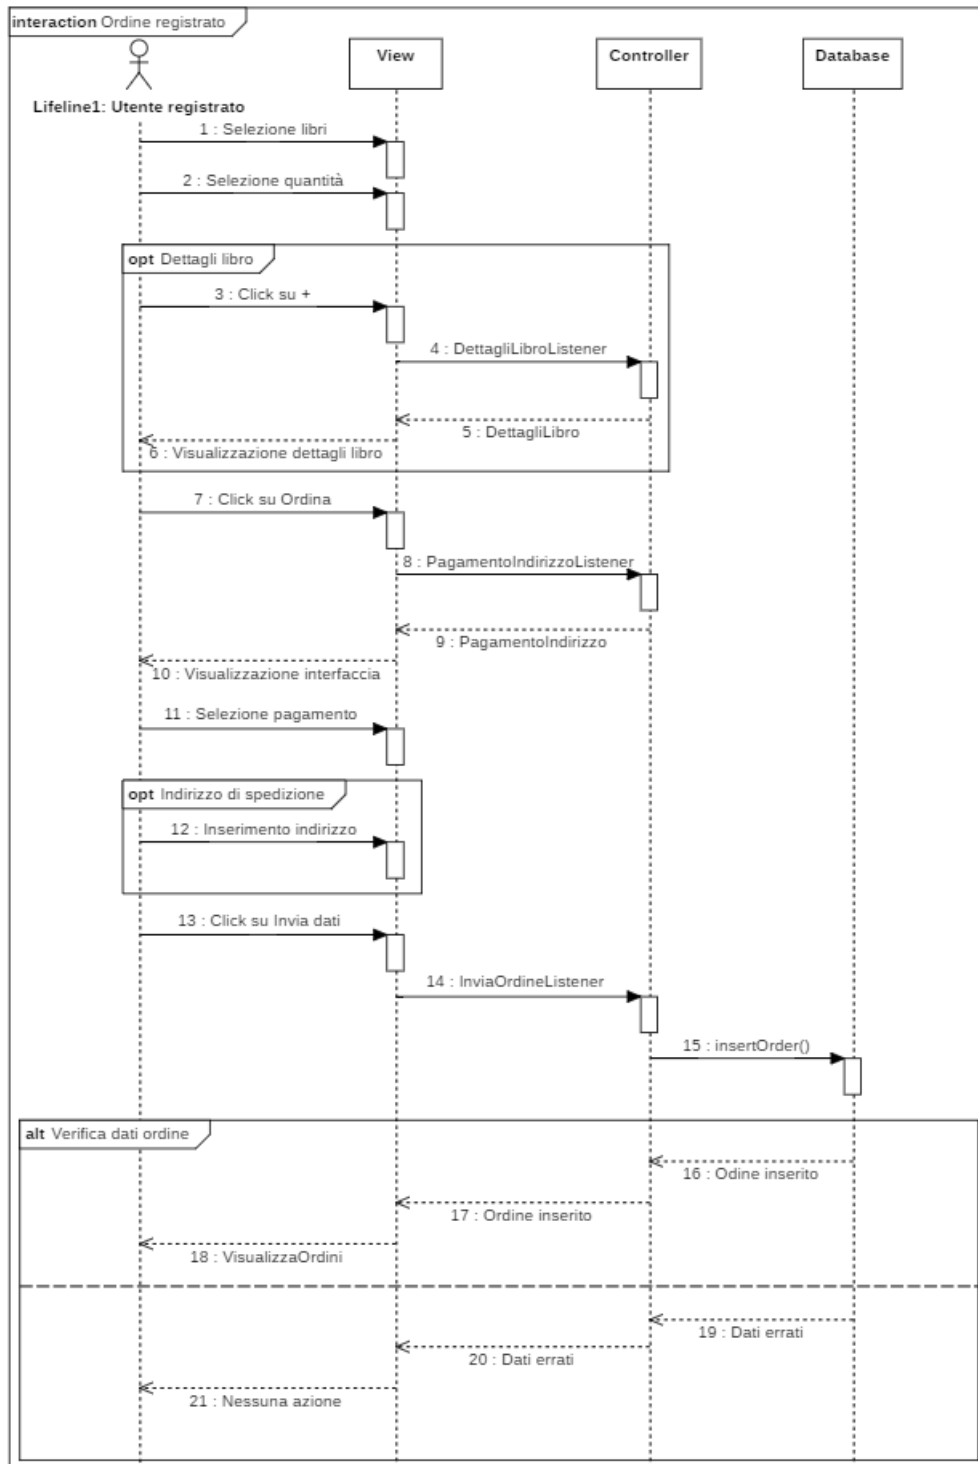 interaction Ordine registrato
View
Controller
Database
Lifeline1: Utente registrato
1 : Selezione libri
2 : Selezione quantità
opt Dettagli libro
3 : Click su +
4 : DettagliLibroListener
5 : DettagliLibro
6 : Visualizzazione dettagli libro
7 : Click su Ordina
8 : PagamentoIndirizzoListener
9 : PagamentoIndirizzo
10 : Visualizzazione interfaccia
11 : Selezione pagamento
opt Indirizzo di spedizione
12 : Inserimento indirizzo
13 : Click su Invia dati
14 : InviaOrdineListener
15 : insertOrder()
alt Verifica dati ordine
16 : Odine inserito
17 : Ordine inserito
18 : VisualizzaOrdini
19 : Dati errati
20 : Dati errati
21 : Nessuna azione